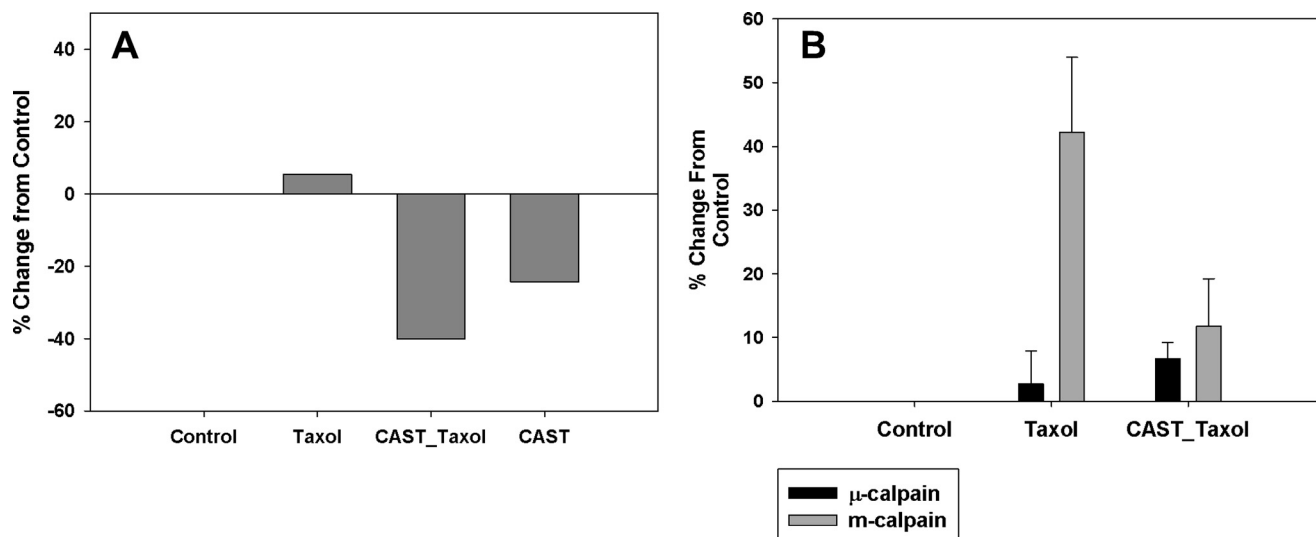 A
% Change from Control
40
20
0
-20
-40
-60
Control Taxol CAST_Taxol CAST
B
% Change From
Control
60
50
40
30
20
10
0
Control Taxol CAST_Taxol
μ-calpain
m-calpain